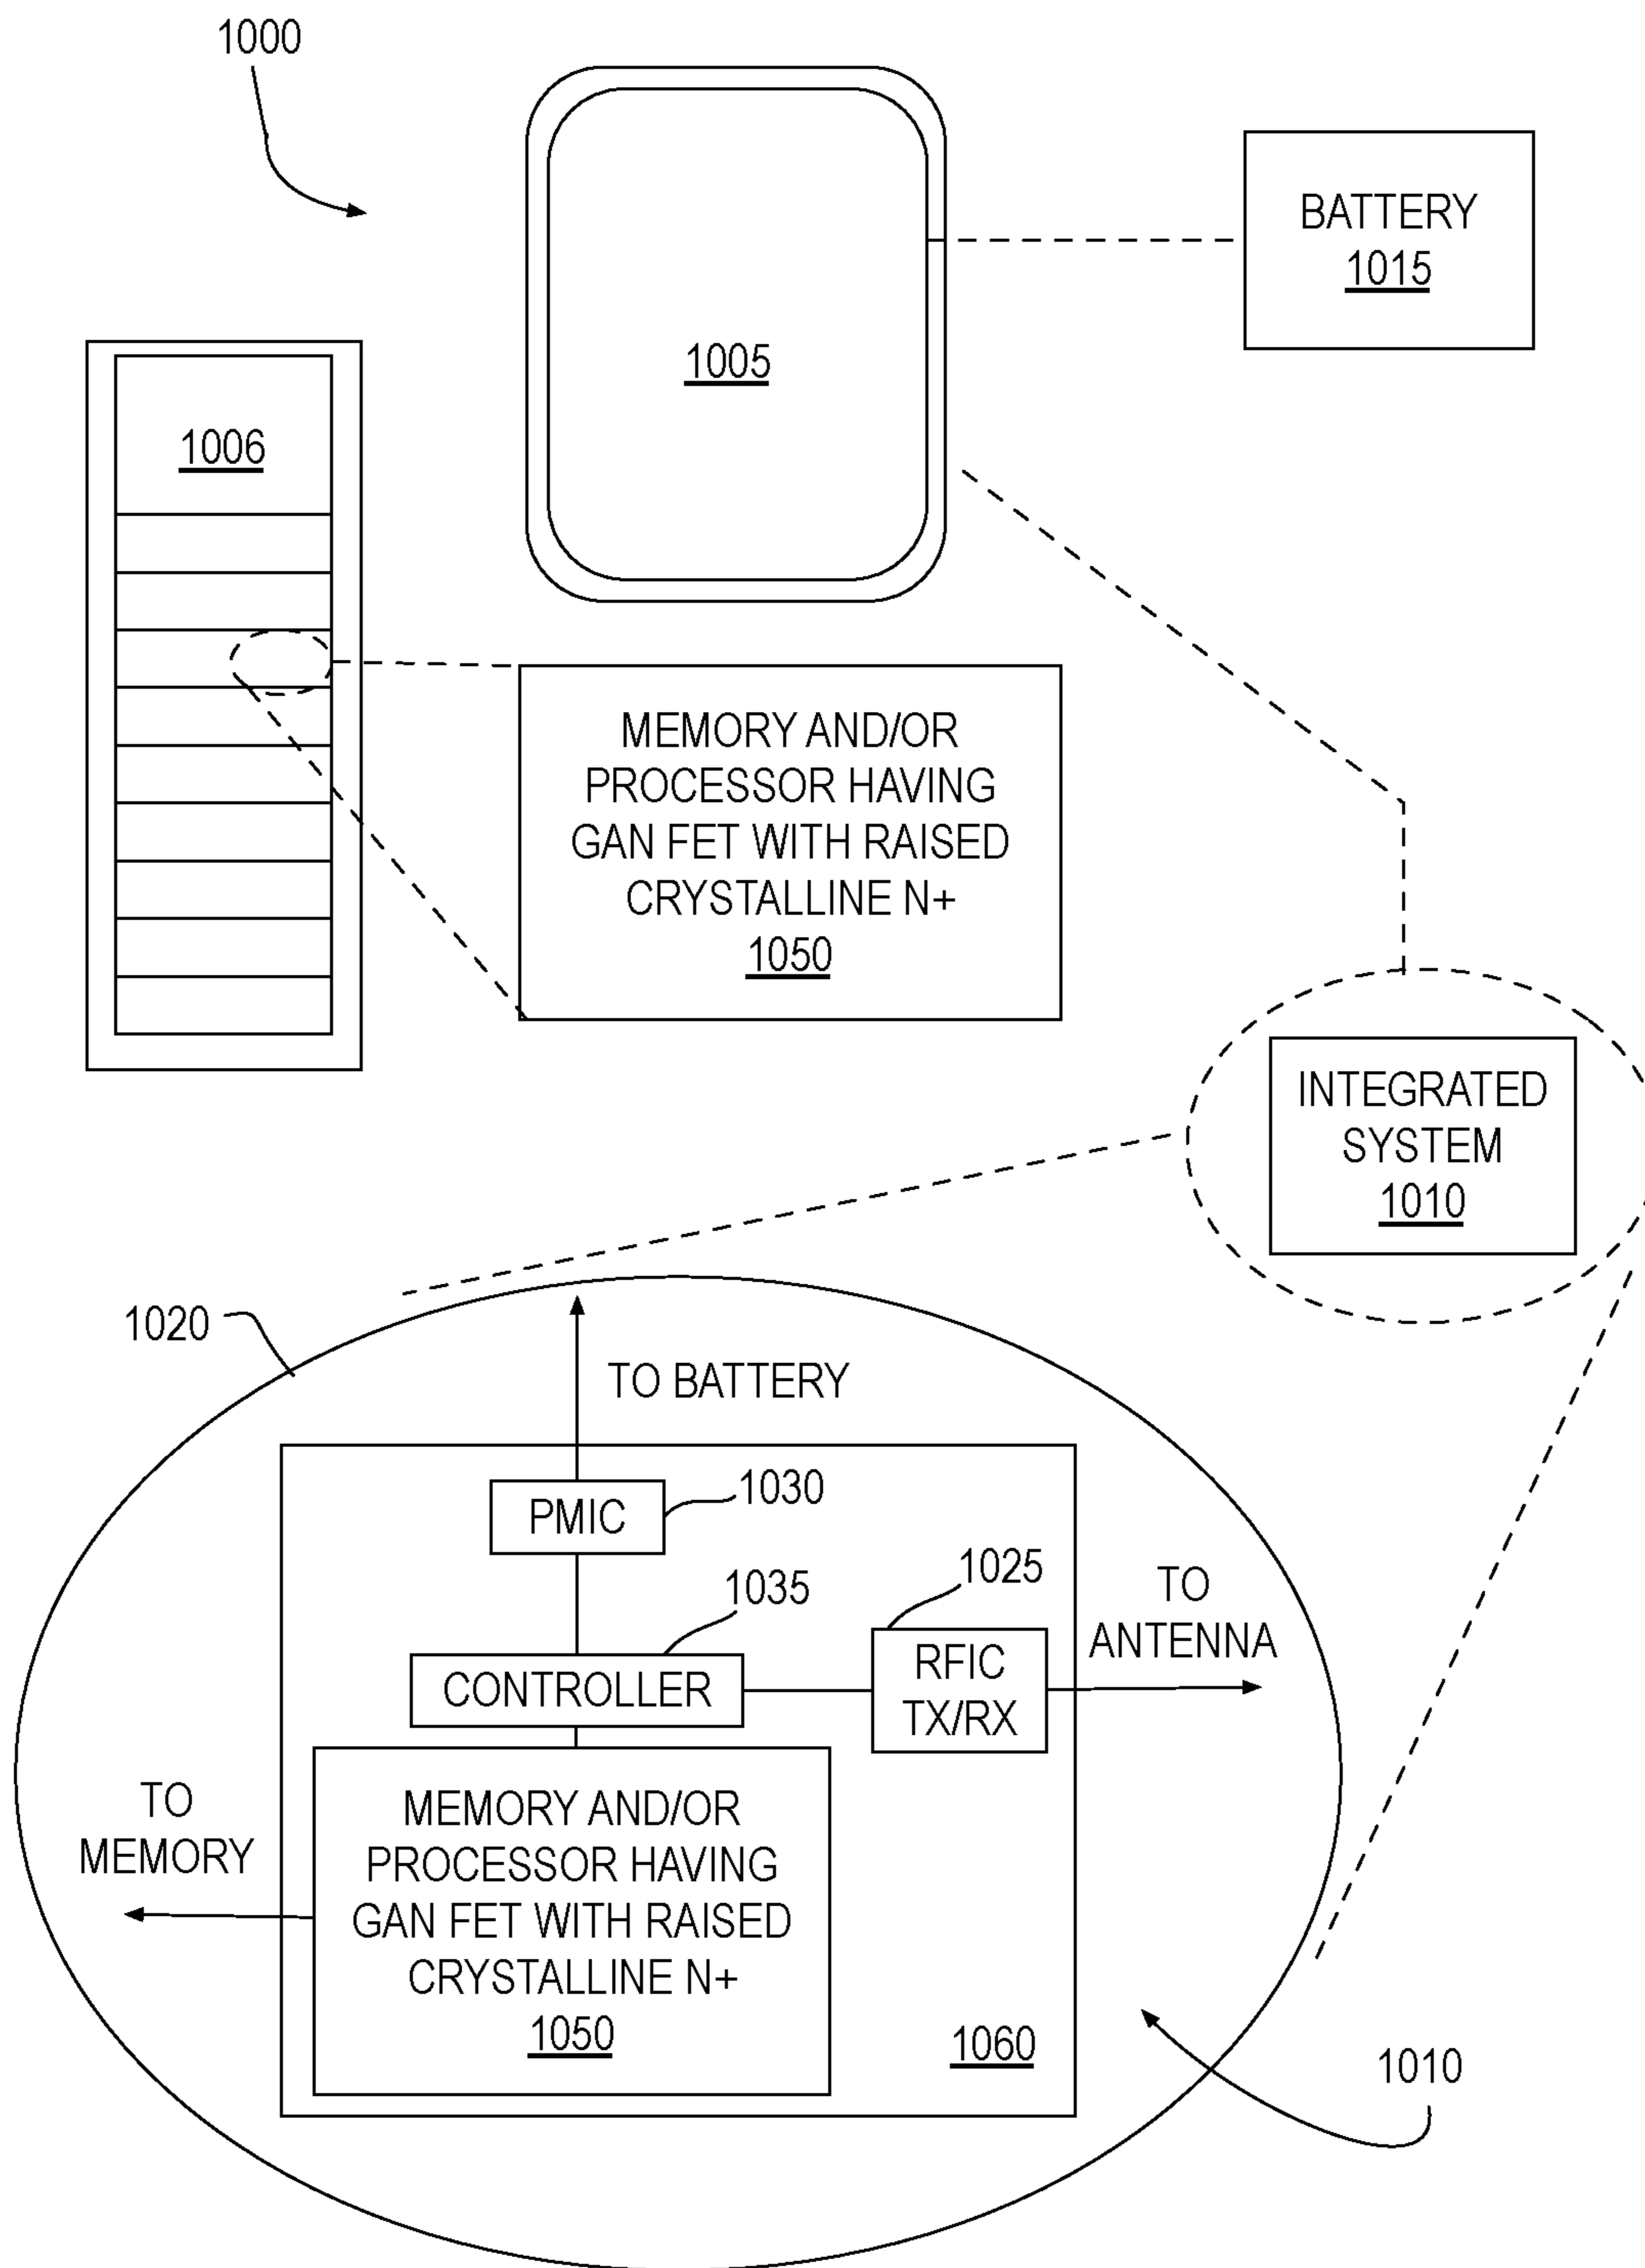 1000
BATTERY
1015
1005
1006
MEMORY AND/OR
PROCESSOR HAVING
GAN FET WITH RAISED
CRYSTALLINE N+
1050
INTEGRATED
SYSTEM
1010
1020
TO BATTERY
1030
PMIC
1035
1025
TO
ANTENNA
CONTROLLER
RFIC
TX/RX
TO
MEMORY
MEMORY AND/OR
PROCESSOR HAVING
GAN FET WITH RAISED
CRYSTALLINE N+
1050
1060
1010